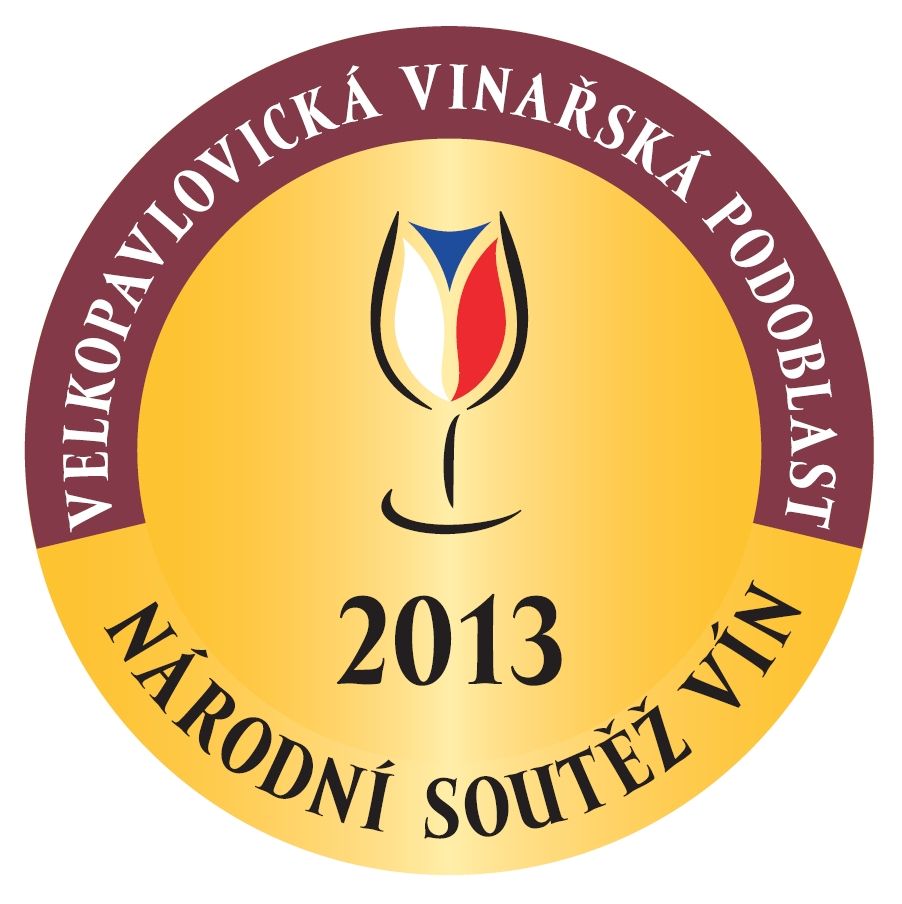 VELKOPAVLOVICKÁ VINAŘSKÁ PODOBLAST
2013
NÁRODNÍ SOUTĚŽ VÍN